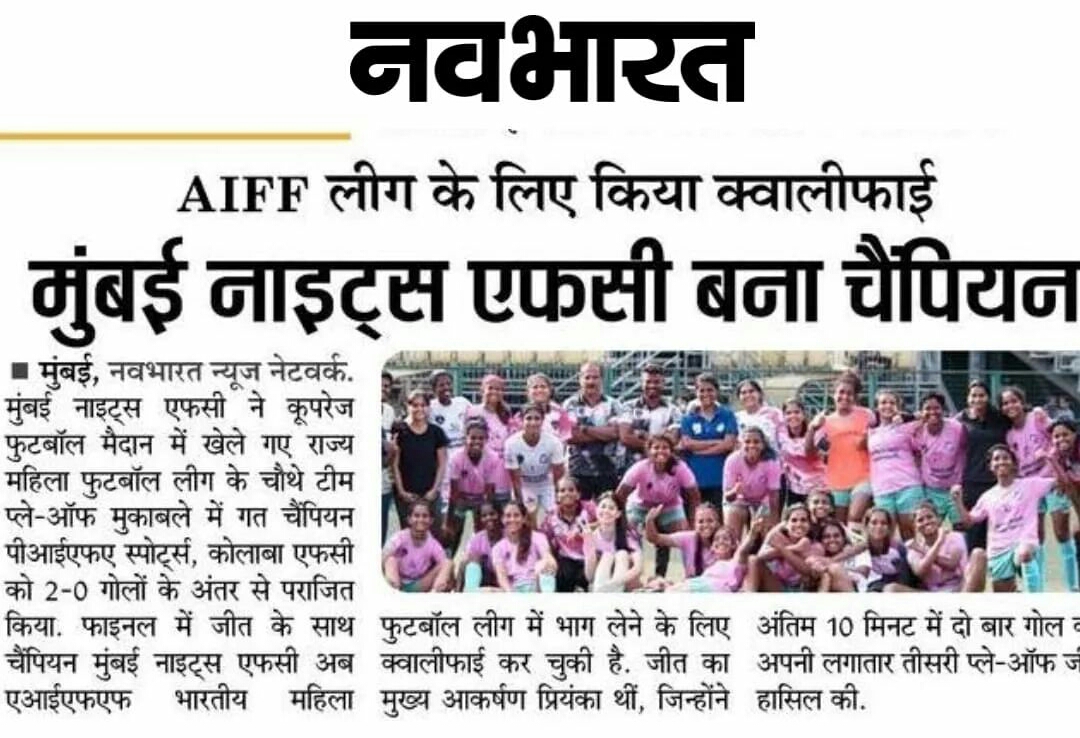 नवभारत
AIFF लीग के लिए किया क्वालीफाई
मुंबई नाइट्स एफसी बना चैंपियन
■ मुंबई, नवभारत न्यूज नेटवर्क.
मुंबई नाइट्स एफसी ने कूपरेज
फुटबॉल मैदान में खेले गए राज्य
महिला फुटबॉल लीग के चौथे टीम
प्ले-ऑफ मुकाबले में गत चैंपियन
पीआईएफए स्पोर्ट्स, कोलाबा एफसी
को 2-0 गोलों के अंतर से पराजित
किया. फाइनल में जीत के साथ
चैंपियन मुंबई नाइट्स एफसी अब
एआईएफएफ भारतीय महिला
फुटबॉल लीग में भाग लेने के लिए
क्वालीफाई कर चुकी है. जीत का
मुख्य आकर्षण प्रियंका थीं, जिन्होंने
अंतिम 10 मिनट में दो बार गोल
अपनी लगातार तीसरी प्ले-ऑफ
हासिल की.